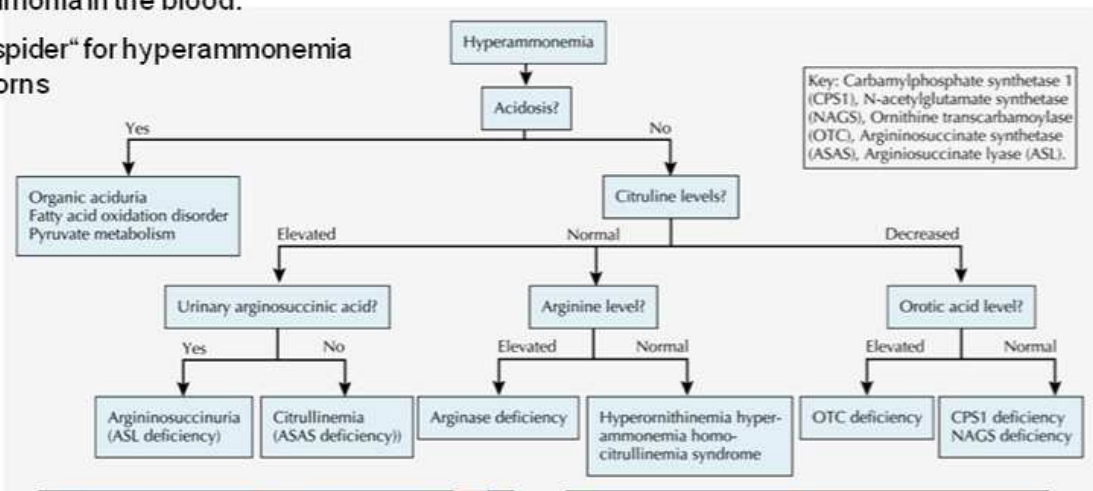 in the blood.
for hyperammonemia
Hyperammonemia
Acidosis?
Yes
No
Key: Carbamylphosphate synthetase 1
(CPS1), N-acetylglutamate synthetase
(NAGS), Ornithine transcarbamoylase
(OTC), Argininosuccinate synthetase
(ASAS), Arginiosuccinate lyase (ASL).
Organic aciduria
Fatty acid oxidation disorder
Pyruvate metabolism
Citruline levels?
Elevated
Normal
Decreased
Urinary arginosuccinic acid?
Arginine level?
Orotic acid level?
Yes
No
Elevated
Normal
Elevated
Normal
Argininosuccinuria
(ASL deficiency)
Citrullinemia
(ASAS deficiency))
Arginase deficiency
Hyperornithinemia hyper-
ammonemia homo-
citrullinemia syndrome
OTC deficiency
CPS1 deficiency
NAGS deficiency